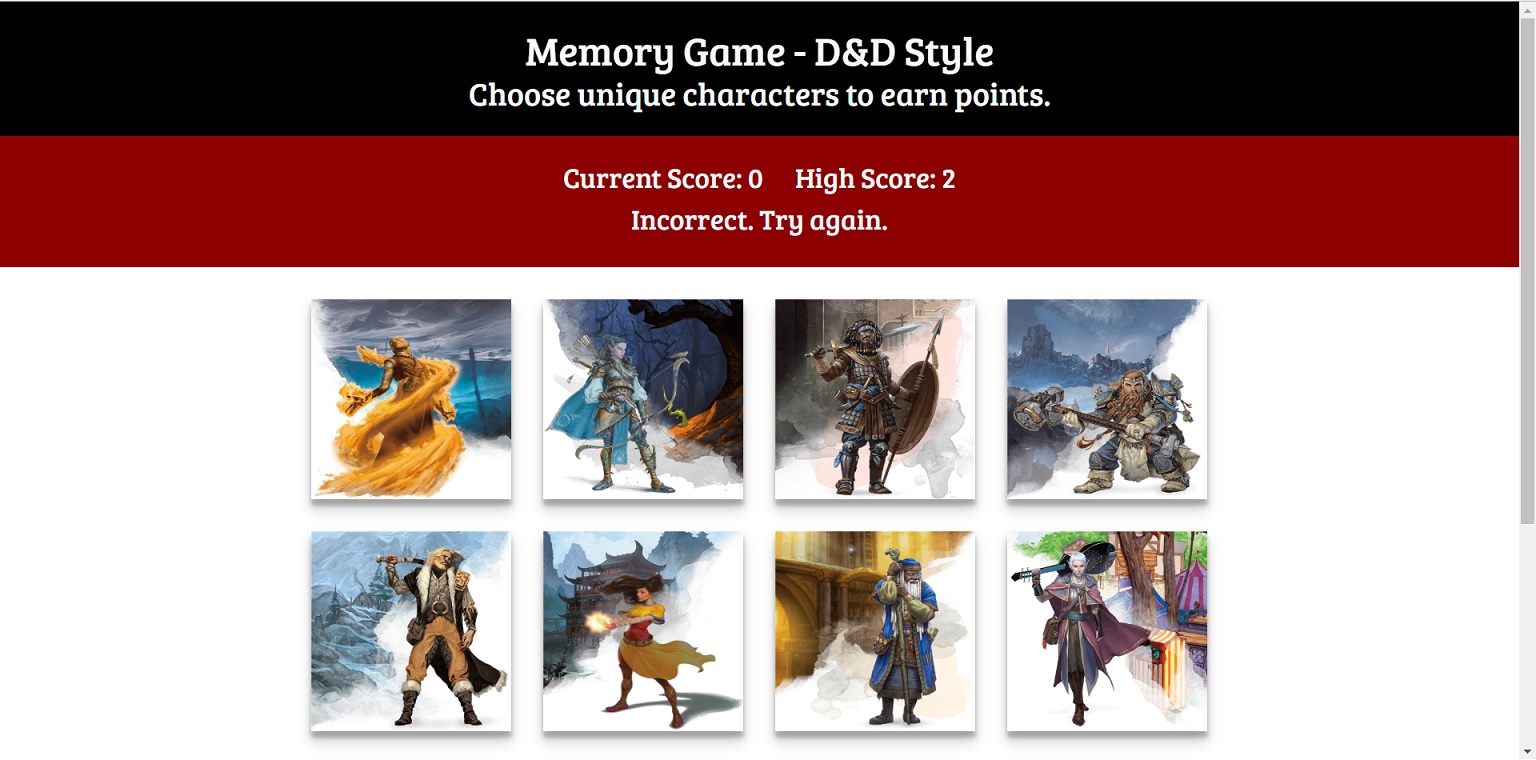 Memory Game - D&D Style
Choose unique characters to earn points.
Current Score: 0 High Score: 2
Incorrect. Try again.